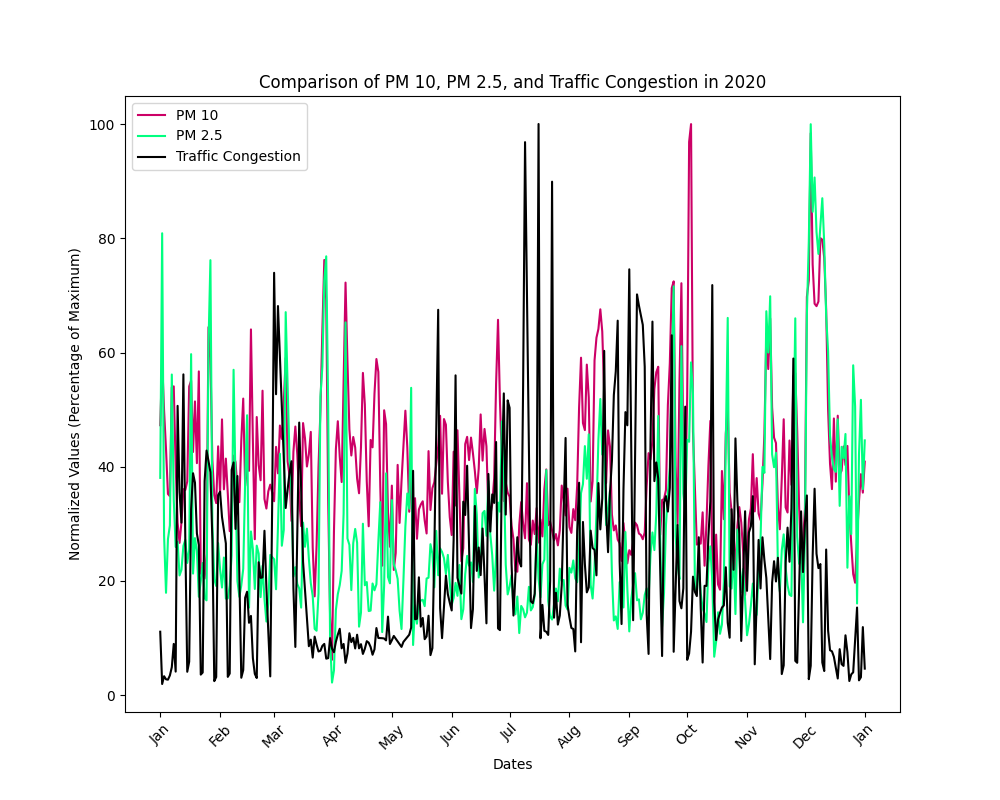 Comparison of PM 10, PM 2.5, and Traffic Congestion in 2020
PM 10
PM 2.5
Traffic Congestion
Normalized Values (Percentage of Maximum)
100
80
60
40
20
0
Jan
Feb
Mar
Apr
May
Jun
Jul
Aug
Sep
Oct
Nov
Dec
Jan
Dates